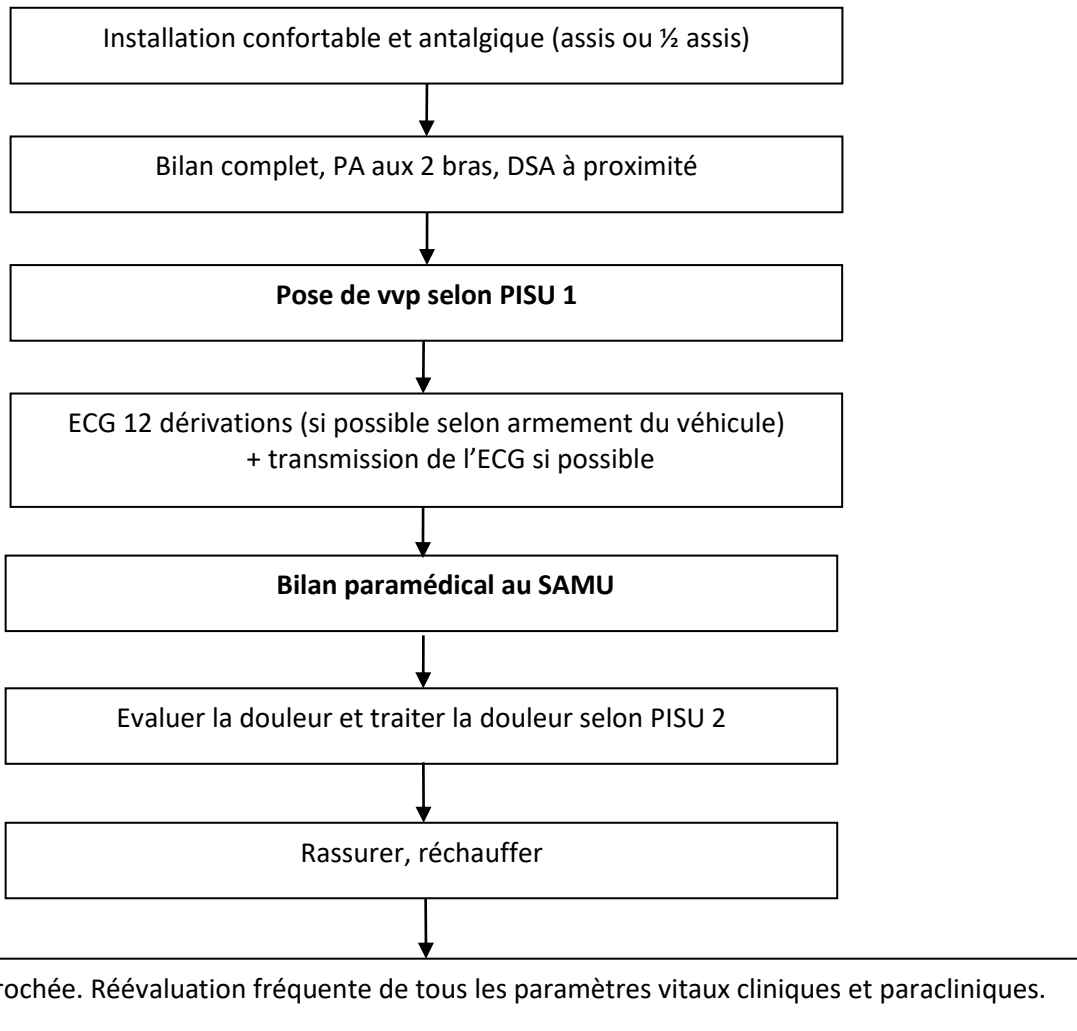 Installation confortable et antalgique (assis ou ½ assis)
Bilan complet, PA aux 2 bras, DSA à proximité
Pose de vvp selon PISU 1
ECG 12 dérivations (si possible selon armement du véhicule)
+ transmission de l’ECG si possible
Bilan paramédical au SAMU
Evaluer la douleur et traiter la douleur selon PISU 2
Rassurer, réchauffer
rochée. Réévaluation fréquente de tous les paramètres vitaux cliniques et paracliniques.